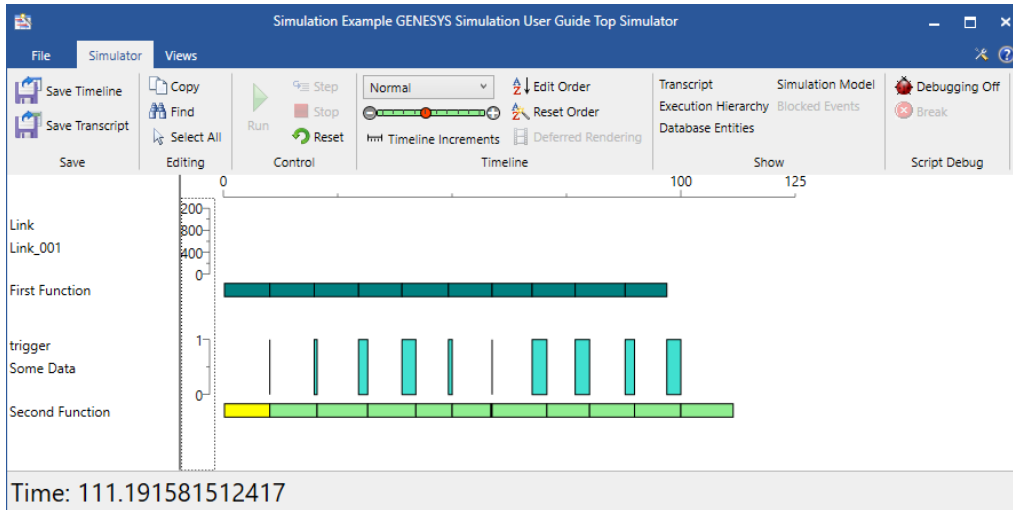 Simulation Example GENESYS Simulation User Guide Top Simulator
File Simulator Views
Save Timeline
Save Transcript
Save
Copy
Find
Select All
Editing
Run
Step
Stop
Reset
Control
Normal
Timeline Increments
Edit Order
Reset Order
Deferred Rendering
Timeline
Transcript
Execution Hierarchy
Database Entities
Simulation Model
Blocked Events
Show
Debugging Off
Break
Script Debug
0 100 125
Link
Link_001
200
800
400
0
First Function
trigger
Some Data
1
0
Second Function
Time: 111.191581512417